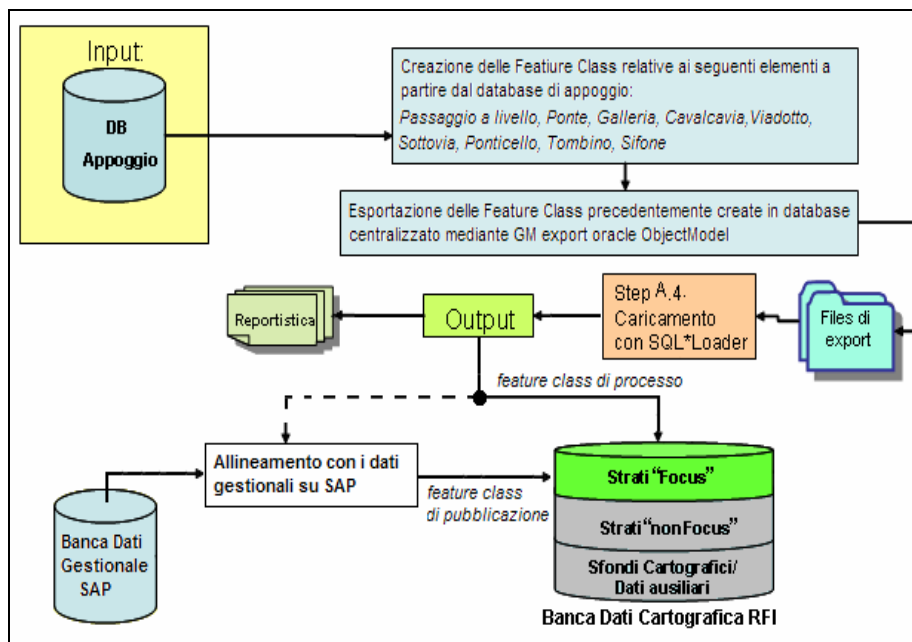 Input:
DB
Appoggio
Creazione delle Feature Class relative ai seguenti elementi a
partire dal database di appoggio:
Passaggio a livello, Ponte, Galleria, Cavalcavia,Viadotto,
Sottovia, Ponticello, Tombino, Sifone
Esportazione delle Feature Class precedentemente create in database
centralizzato mediante GM export oracle ObjectModel
Reportistica
Output
Step A.4.
Caricamento
con SQL*Loader
Files di
export
feature class di processo
Allineamento con i dati
gestionali su SAP
feature class
di pubblicazione
Banca Dati
Gestionale
SAP
Strati "Focus"
Strati "nonFocus"
Sfondi Cartografici/
Dati ausiliari
Banca Dati Cartografica RFI